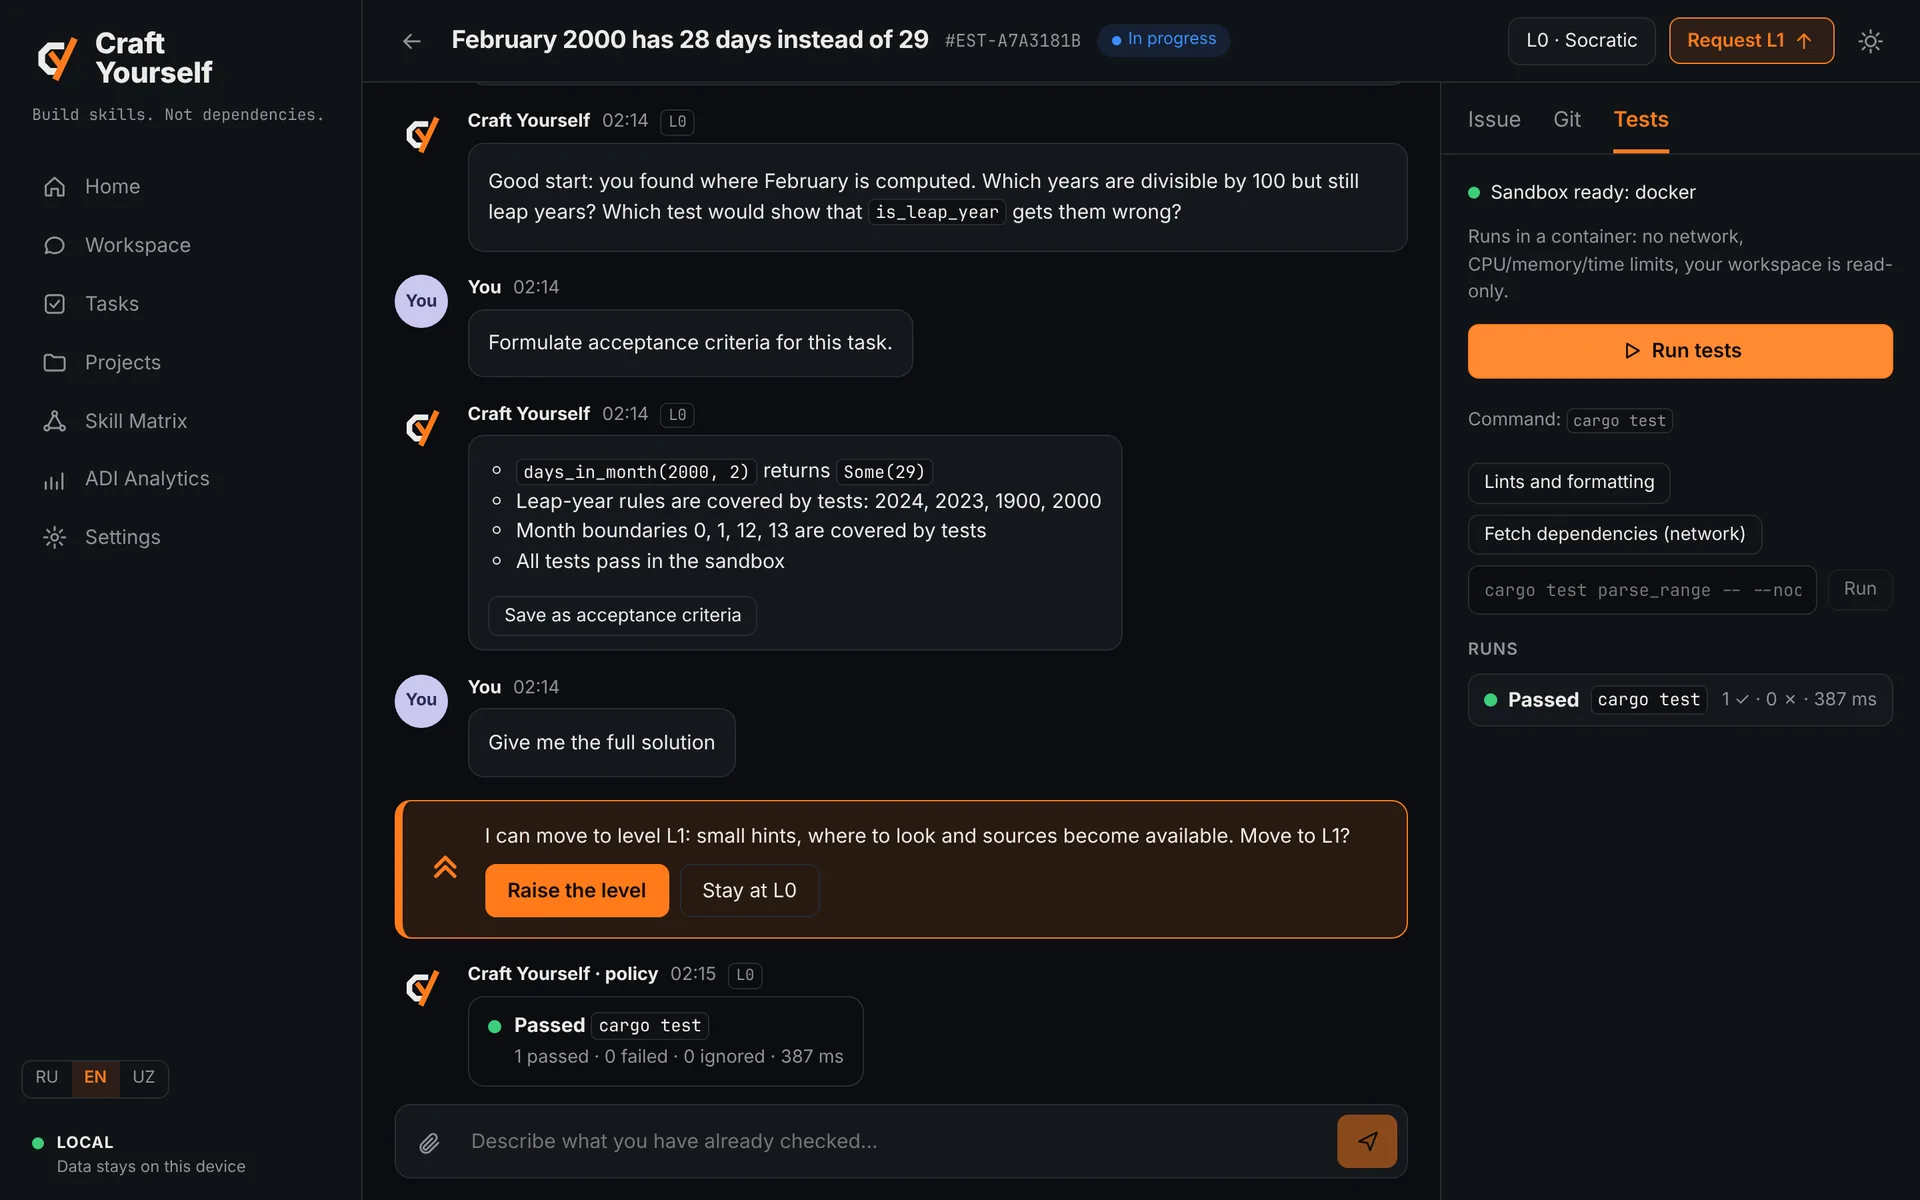 Craft
Yourself
Build skills. Not dependencies.
Home
Workspace
Tasks
Projects
Skill Matrix
ADI Analytics
Settings
RU EN UZ
LOCAL
Data stays on this device
February 2000 has 28 days instead of 29 #EST-A7A3181B In progress
L0 · Socratic
Request L1 ↑
Craft Yourself 02:14 L0
Good start: you found where February is computed. Which years are divisible by 100 but still
leap years? Which test would show that is_leap_year gets them wrong?
You
You 02:14
Formulate acceptance criteria for this task.
Craft Yourself 02:14 L0
days_in_month(2000, 2) returns Some(29)
Leap-year rules are covered by tests: 2024, 2023, 1900, 2000
Month boundaries 0, 1, 12, 13 are covered by tests
All tests pass in the sandbox
Save as acceptance criteria
You
You 02:14
Give me the full solution
I can move to level L1: small hints, where to look and sources become available. Move to L1?
Raise the level
Stay at L0
Craft Yourself · policy 02:15 L0
Passed cargo test
1 passed · 0 failed · 0 ignored · 387 ms
Describe what you have already checked...
Issue Git Tests
Sandbox ready: docker
Runs in a container: no network,
CPU/memory/time limits, your workspace is read-
only.
Run tests
Command: cargo test
Lints and formatting
Fetch dependencies (network)
cargo test parse_range -- --noc
Run
RUNS
Passed cargo test 1 ✓ · 0 × · 387 ms